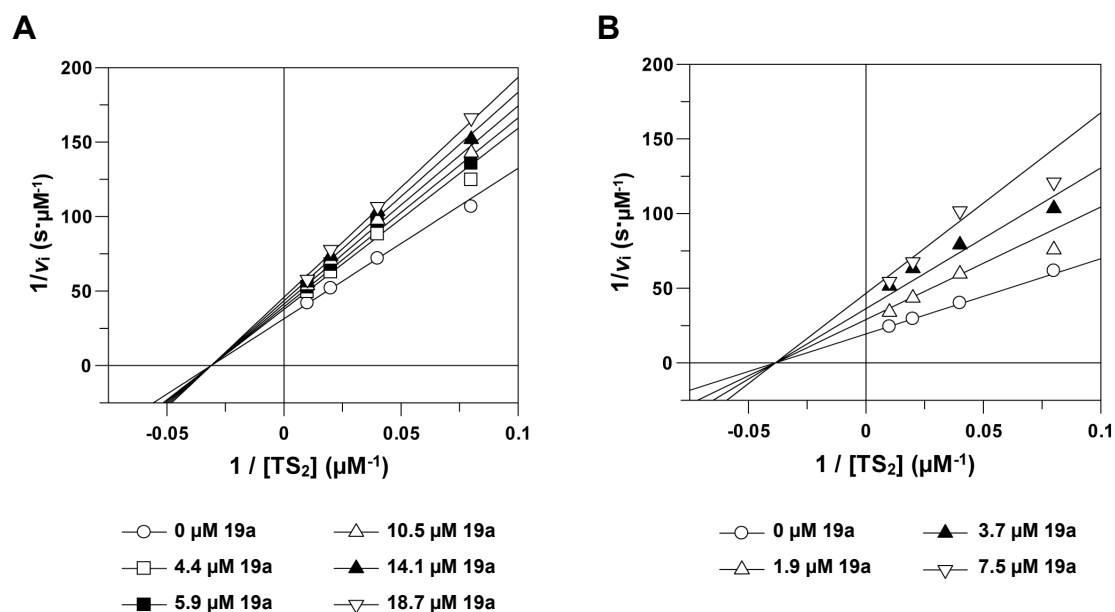 A
B
200
150
100
50
0
1/vi (s·µM-1)
-0.05
0
0.05
0.1
1 / [TS2] (µM-1)
200
150
100
50
0
1/vi (s·µM-1)
-0.05
0
0.05
0.1
1 / [TS2] (µM-1)
0 µM 19a
10.5 µM 19a
4.4 µM 19a
14.1 µM 19a
5.9 µM 19a
18.7 µM 19a
0 µM 19a
3.7 µM 19a
1.9 µM 19a
7.5 µM 19a